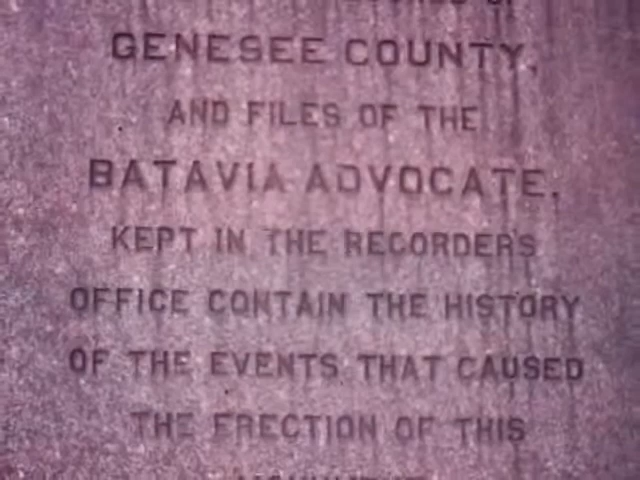 GENESEE COUNTY,
AND FILES OF THE
BATAVIA ADVOCATE,
KEPT IN THE RECORDERS
OFFICE CONTAIN THE HISTORY
OF THE EVENTS THAT CAUSED
THE ERECTION OF THIS